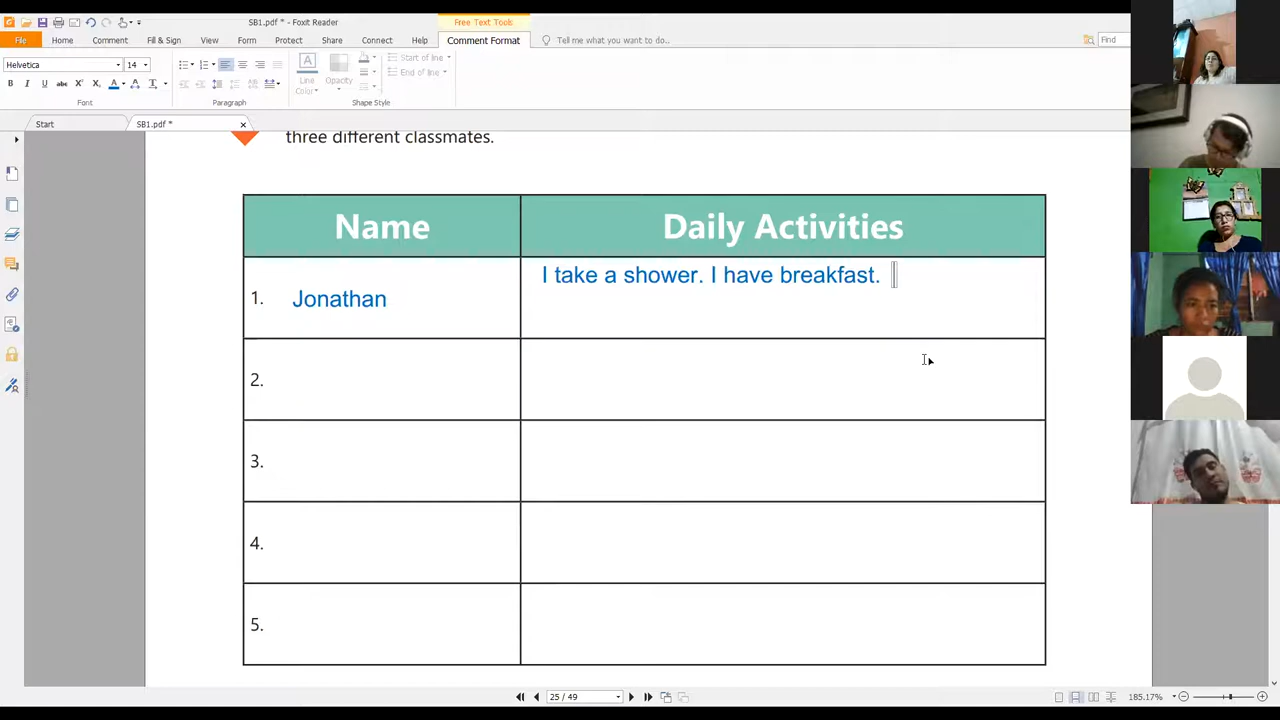 SB1.pdf * - Foxit Reader
Free Text Tools
File Home Comment Fill & Sign View Form Protect Share Connect Help Comment Format Tell me what you want to do.. Find
Helvetica 14
Line Color
Opacity
Start of line
End of line
Font Paragraph Shape Style
Start SB1.pdf *
three different classmates.
Name Daily Activities
1. Jonathan I take a shower. I have breakfast.
2.
3.
4.
5.
25 / 49 185.17%